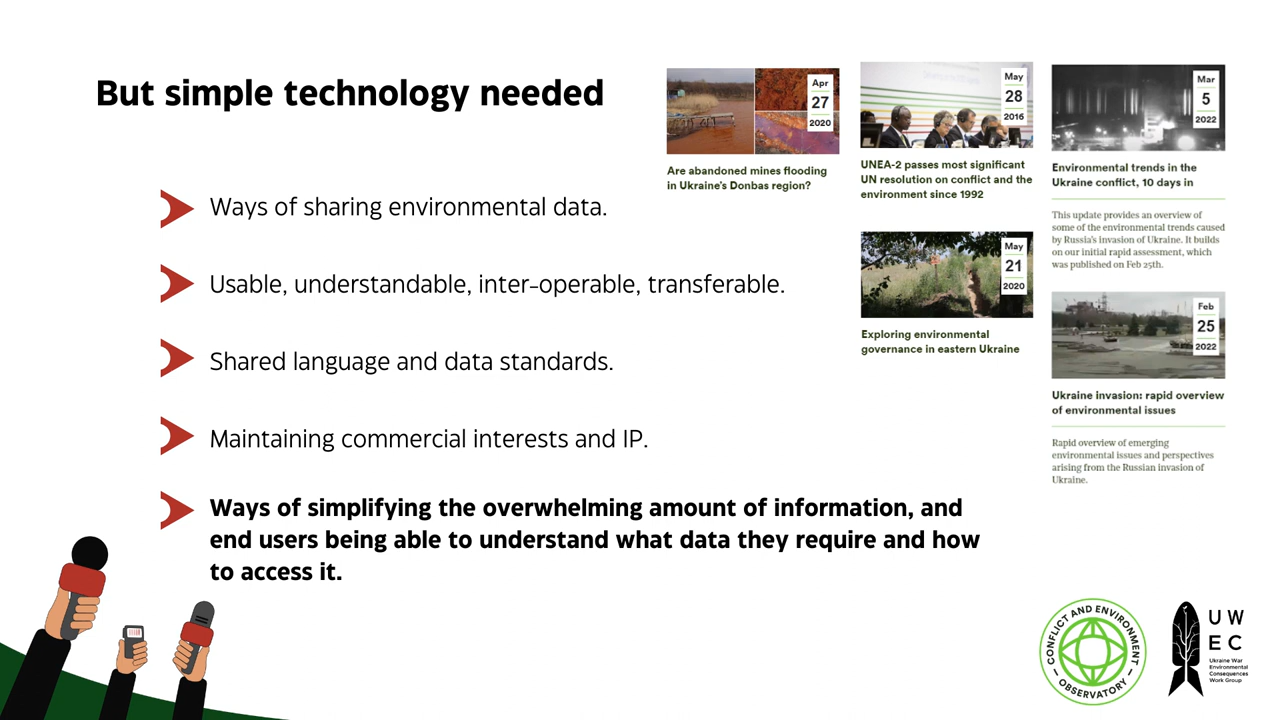 But simple technology needed
Ways of sharing environmental data.
Usable, understandable, inter-operable, transferable.
Shared language and data standards.
Maintaining commercial interests and IP.
Ways of simplifying the overwhelming amount of information, and
end users being able to understand what data they require and how
to access it.
Apr
27
2020
Are abandoned mines flooding
in Ukraine's Donbas region?
May
28
2016
UNEA-2 passes most significant
UN resolution on conflict and the
environment since 1992
May
21
2020
Exploring environmental
governance in eastern Ukraine
Mar
5
2022
Environmental trends in the
Ukraine conflict, 10 days in
This update provides an overview of
some of the environmental trends caused
by Russia's invasion of Ukraine. It builds
on our initial rapid assessment, which
was published on Feb 25th.
Feb
25
2022
Ukraine invasion: rapid overview
of environmental issues
Rapid overview of emerging
environmental issues and perspectives
arising from the Russian invasion of
Ukraine.
CONFLICT AND ENVIRONMENT
OBSERVATORY
U W
E C
Ukraine War
Environmental
Consequences
Work Group